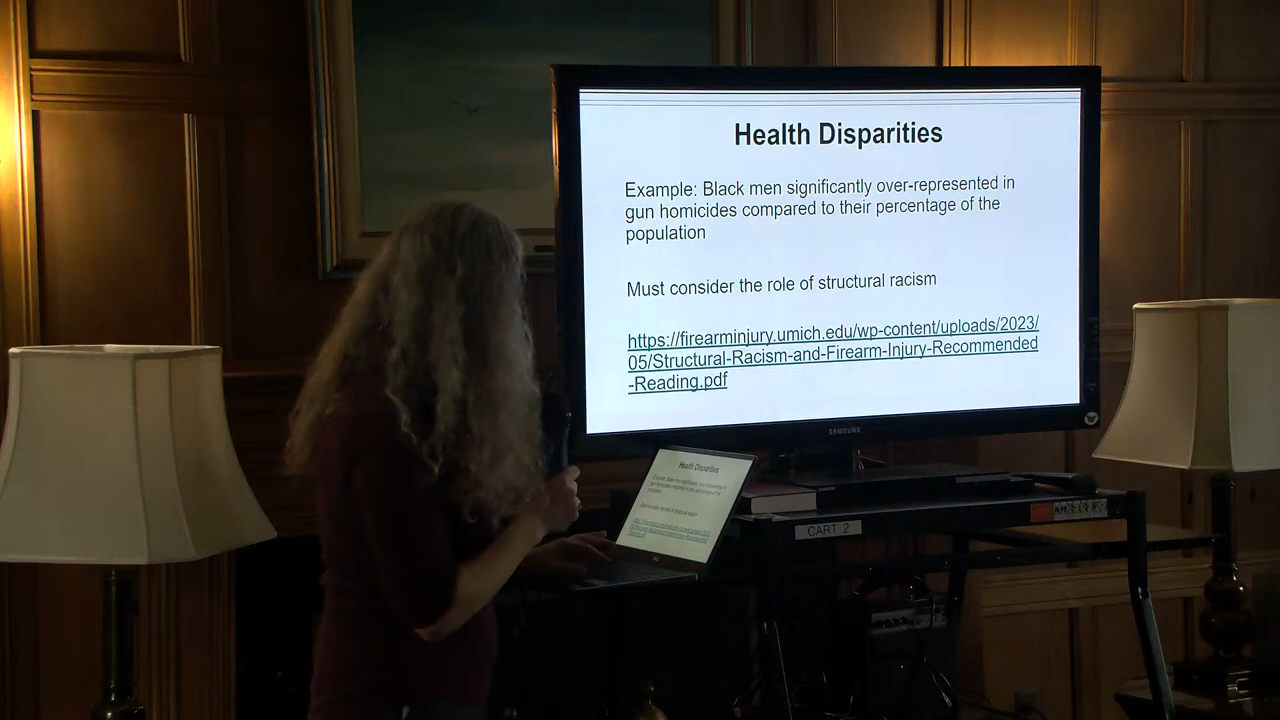 Health Disparities
Example: Black men significantly over-represented in
gun homicides compared to their percentage of the
population
Must consider the role of structural racism
https://firearminjury.umich.edu/wp-content/uploads/2023/
05/Structural-Racism-and-Firearm-Injury-Recommended
-Reading.pdf
SAMSUNG
Health Disparities
CART 2